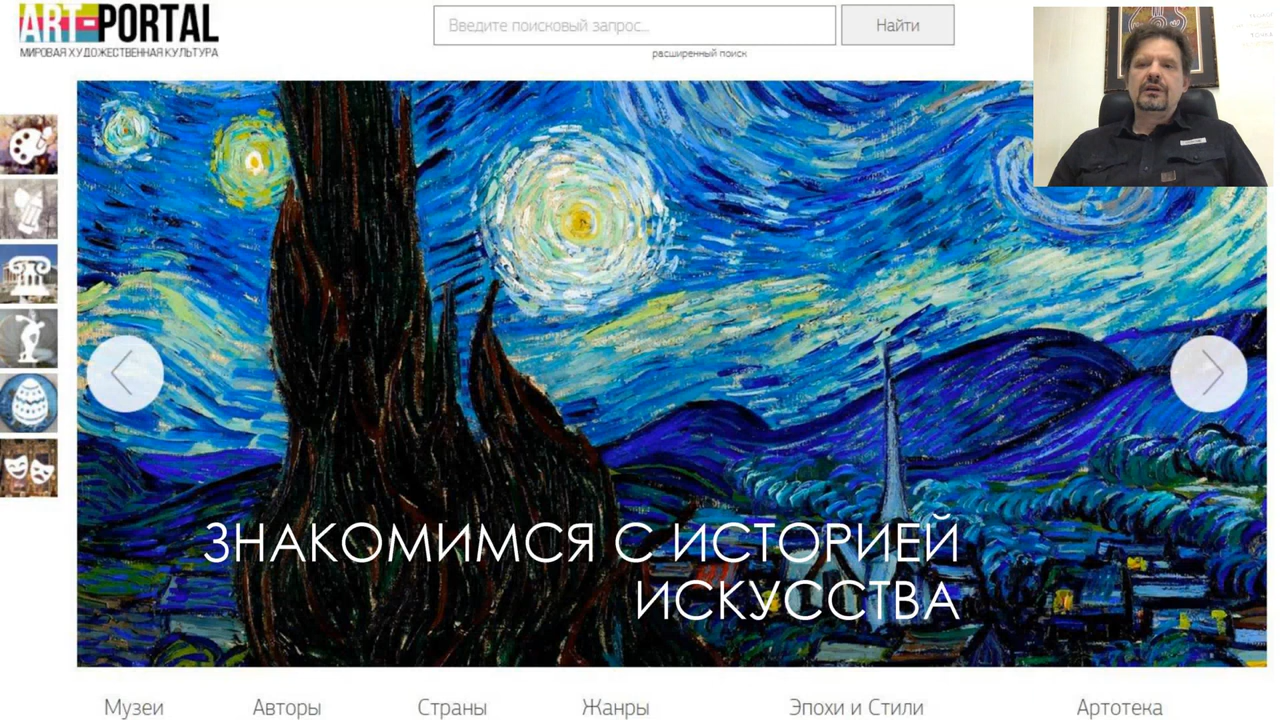 ART-PORTAL
МИРОВАЯ ХУДОЖЕСТВЕННАЯ КУЛЬТУРА
Введите поисковый запрос...
Найти
расширенный поиск
ЗНАКОМИМСЯ С ИСТОРИЕЙ
ИСКУССТВА
Музеи
Авторы
Страны
Жанры
Эпохи и Стили
Артотека